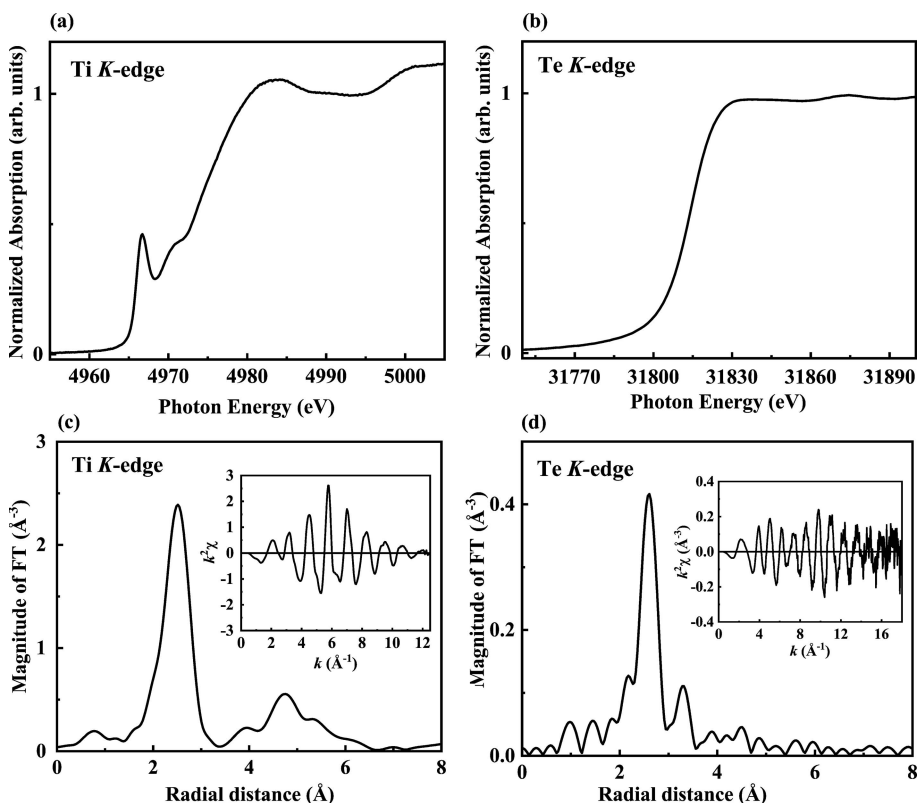 (a)
(b)
Ti K-edge
Te K-edge
Normalized Absorption (arb. units)
1
0
4960 4970 4980 4990 5000
Photon Energy (eV)
Normalized Absorption (arb. units)
1
0
31770 31800 31830 31860 31890
Photon Energy (eV)
(c)
(d)
Ti K-edge
Magnitude of FT (Å-3)
3
2
1
0
0 2 4 6 8
Radial distance (Å)
k2χ
3
2
1
0
-1
-2
-3
0 2 4 6 8 10 12
k (Å-1)
Te K-edge
Magnitude of FT (Å-3)
0.4
0.2
0.0
0 2 4 6 8
Radial distance (Å)
k2χ (Å-3)
0.4
0.2
0.0
-0.2
-0.4
0 4 8 12 16
k (Å-1)